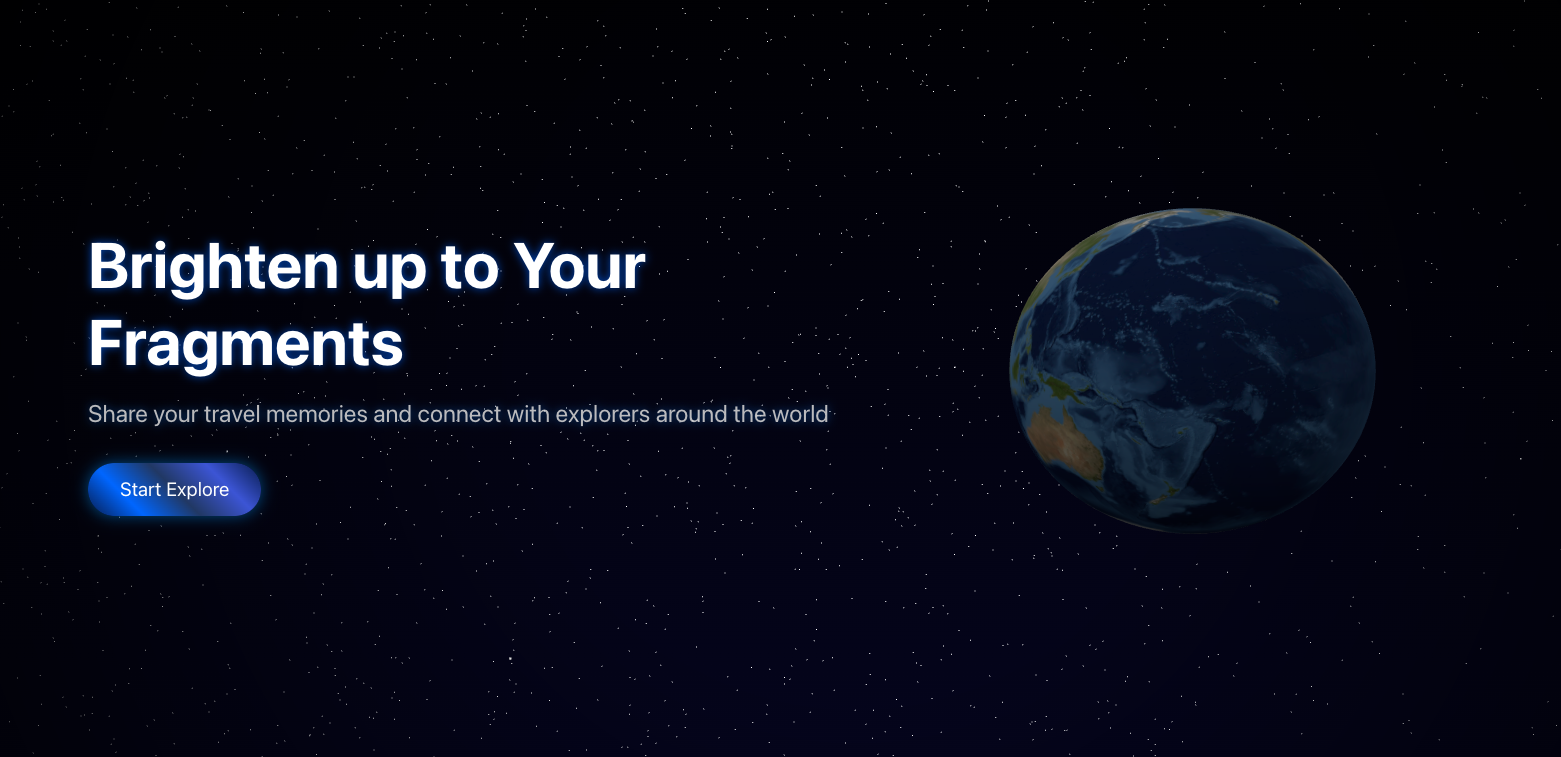 Brighten up to Your
Fragments
Share your travel memories and connect with explorers around the world
Start Explore